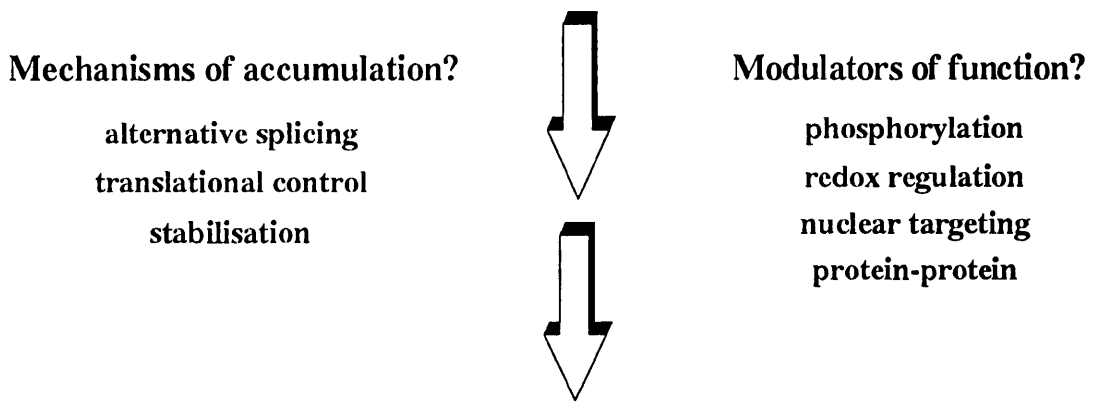 Mechanisms of accumulation?
alternative splicing
translational control
stabilisation
Modulators of function?
phosphorylation
redox regulation
nuclear targeting
protein-protein